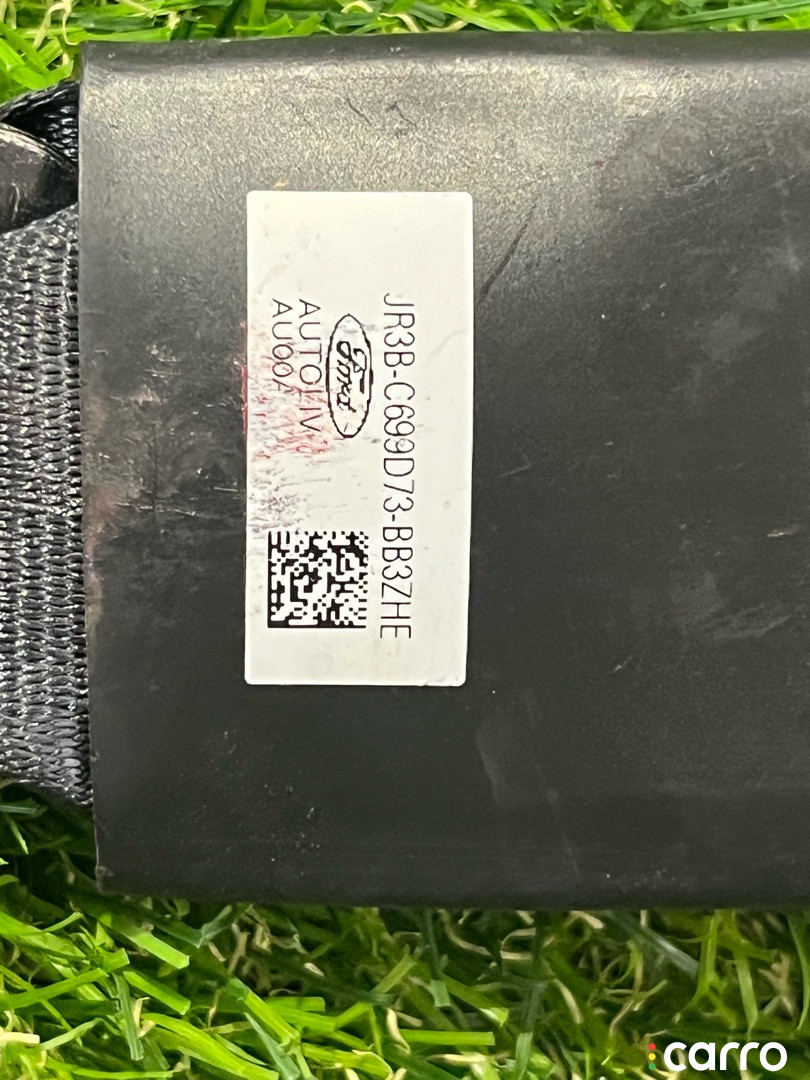 JR3B-C699D73-BB3ZHE
Ford
AUTOLIV
AU00A
carro